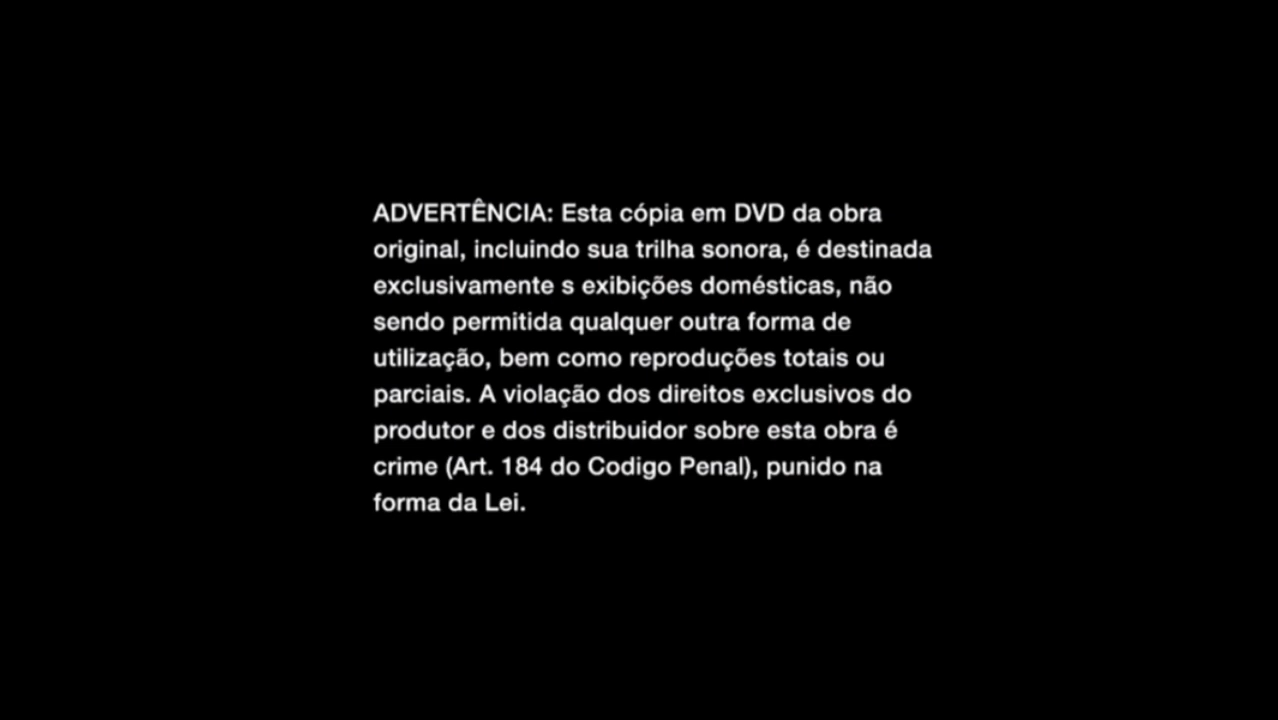 ADVERTÊNCIA: Esta cópia em DVD da obra
original, incluindo sua trilha sonora, é destinada
exclusivamente s exibições domésticas, não
sendo permitida qualquer outra forma de
utilização, bem como reproduções totais ou
parciais. A violação dos direitos exclusivos do
produtor e dos distribuidor sobre esta obra é
crime (Art. 184 do Codigo Penal), punido na
forma da Lei.